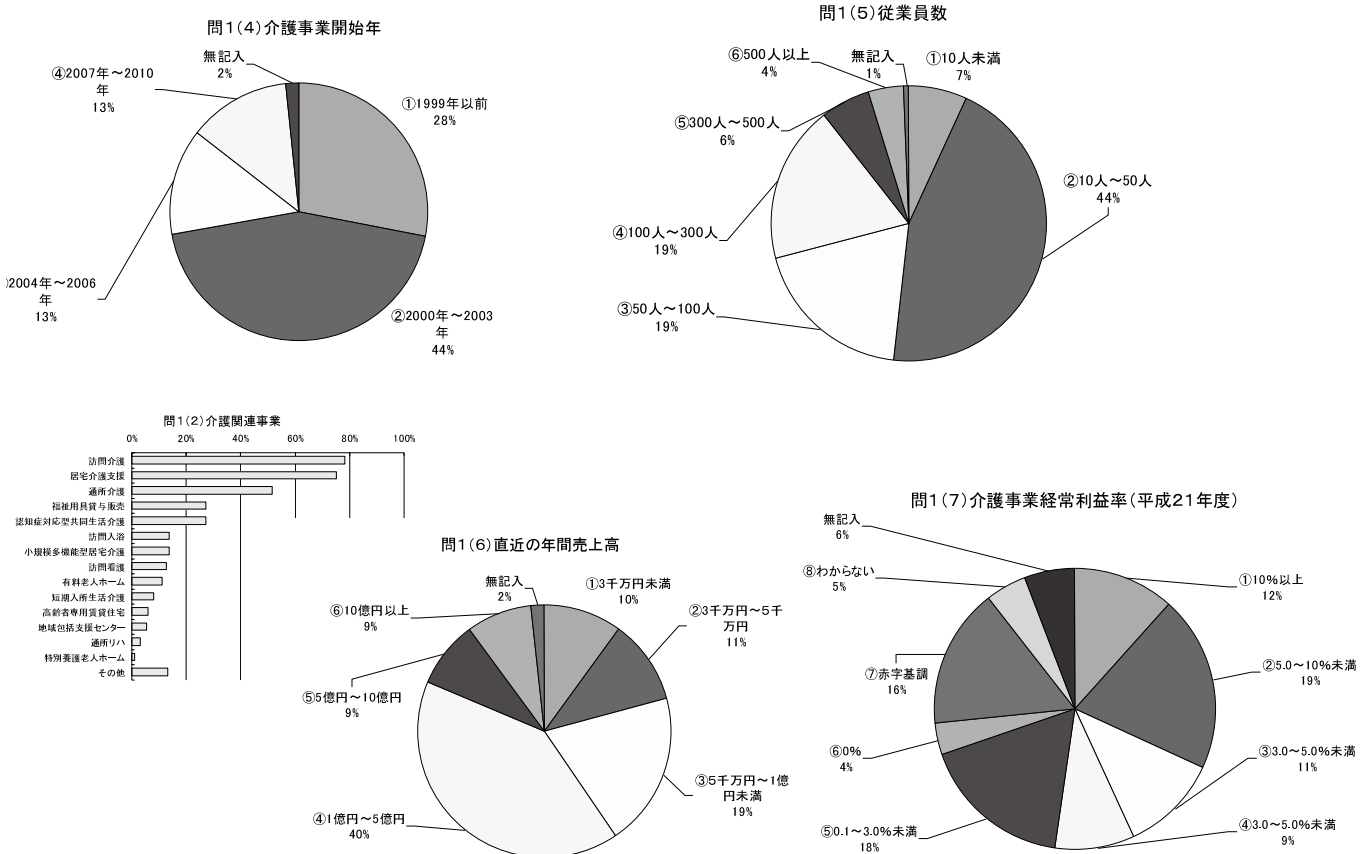 問1(4)介護事業開始年
無記入
2%
④2007年～2010
年
13%
①1999年以前
28%
2004年～2006
年
13%
②2000年～2003
年
44%
問1(5)従業員数
⑥500人以上
4%
無記入
1%
①10人未満
7%
⑤300人～500人
6%
②10人～50人
44%
④100人～300人
19%
③50人～100人
19%
問1(2)介護関連事業
0%
20%
40%
60%
80%
100%
訪問介護
居宅介護支援
通所介護
福祉用具貸与販売
認知症対応型共同生活介護
訪問入浴
小規模多機能型居宅介護
訪問看護
有料老人ホーム
短期入所生活介護
高齢者専用賃貸住宅
地域包括支援センター
通所リハ
特別養護老人ホーム
その他
問1(6)直近の年間売上高
無記入
2%
①3千万円未満
10%
⑥10億円以上
9%
②3千万円～5千
万円
11%
⑤5億円～10億円
9%
③5千万円～1億
円未満
19%
④1億円～5億円
40%
問1(7)介護事業経常利益率(平成21年度)
無記入
6%
⑧わからない
5%
①10%以上
12%
⑦赤字基調
16%
②5.0～10%未満
19%
⑥0%
4%
③3.0～5.0%未満
11%
⑤0.1～3.0%未満
18%
④3.0～5.0%未満
9%